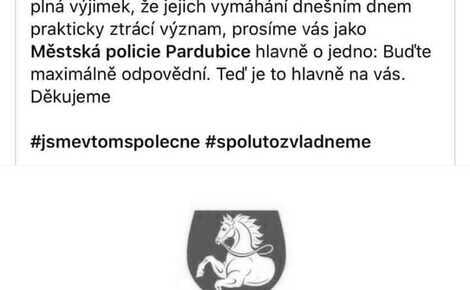 plná výjimek, že jejich vymáhání dnešním dnem
prakticky ztrácí význam, prosíme vás jako
Městská policie Pardubice hlavně o jedno: Buďte
maximálně odpovědní. Teď je to hlavně na vás.
Děkujeme
#jsmevtomspolecne #spolutozvladneme